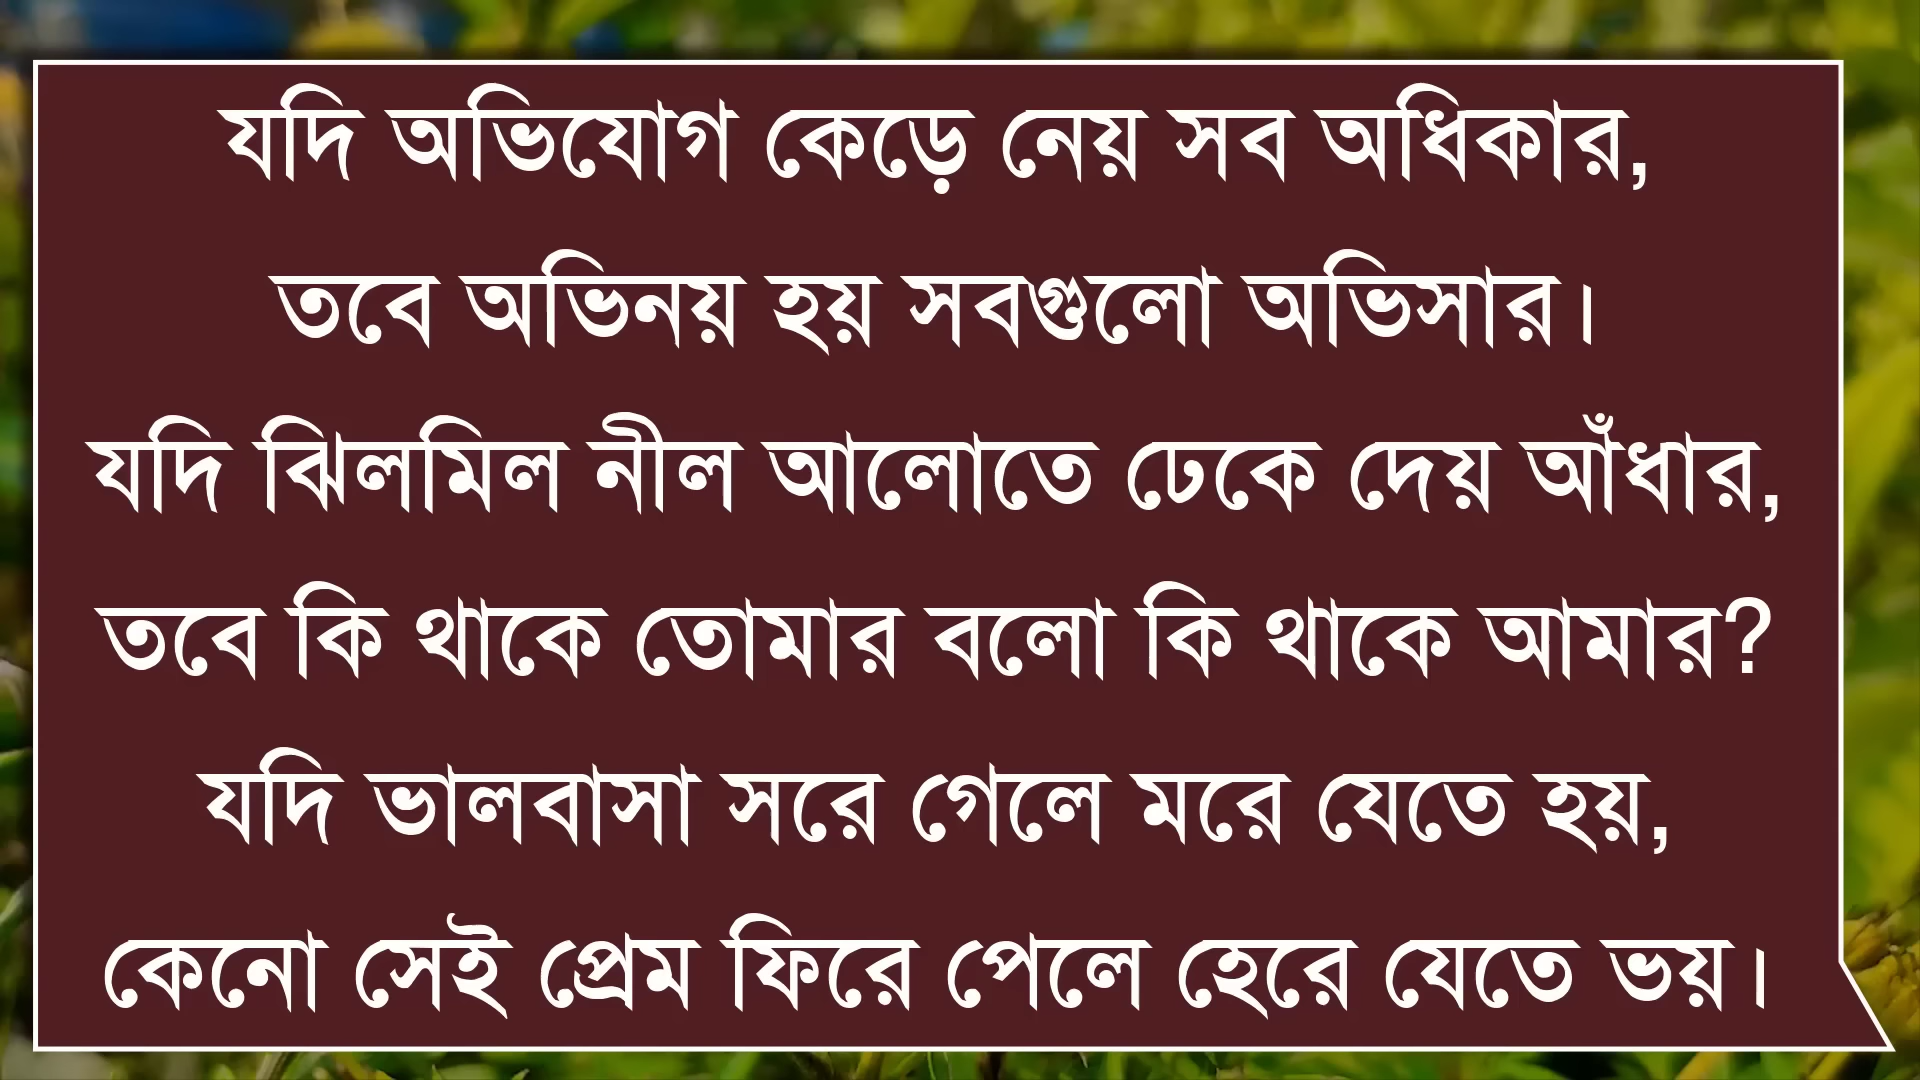 যদি অভিযোগ কেড়ে নেয় সব অধিকার,
তবে অভিনয় হয় সবগুলো অভিসার।
যদি ঝিলমিল নীল আলোতে ঢেকে দেয় আঁধার,
তবে কি থাকে তোমার বলো কি থাকে আমার?
যদি ভালবাসা সরে গেলে মরে যেতে হয়,
কেনো সেই প্রেম ফিরে পেলে হেরে যেতে ভয়।